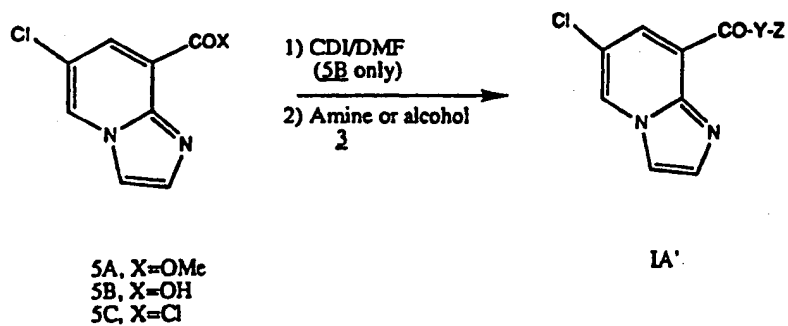 Cl
COX
N
N
1) CDI/DMF
(5B only)
2) Amine or alcohol
3
Cl
CO-Y-Z
N
N
5A, X=OMe
5B, X=OH
5C, X=Cl
IA'